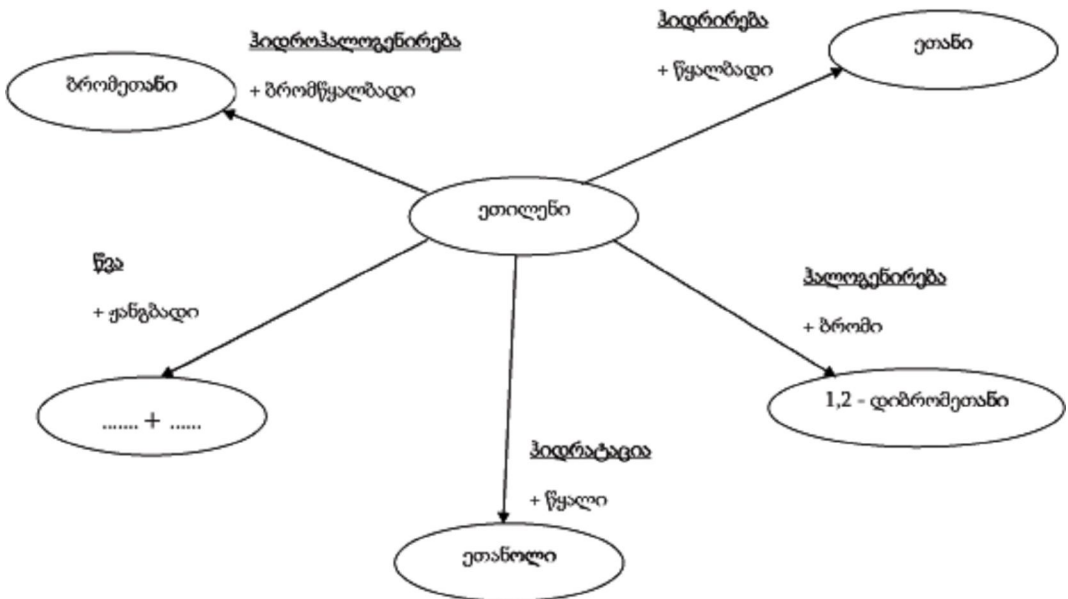 ჰიდროჰალოგენირება
+ ბრომწყალბადი
ბრომეთანი
ჰიდრირება
+ წყალბადი
ეთანი
ეთილენი
წვა
+ ჟანგბადი
....... + ......
ჰალოგენირება
+ ბრომი
1,2 - დიბრომეთანი
ჰიდრატაცია
+ წყალი
ეთანოლი